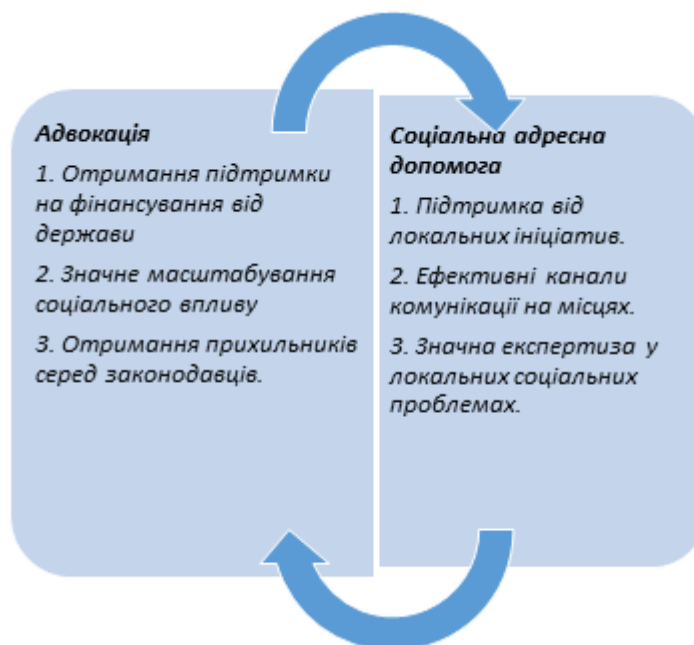 Адвокація
1. Отримання підтримки
на фінансування від
держави
2. Значне масштабування
соціального впливу
3. Отримання прихильників
серед законодавців.
Соціальна адресна
допомога
1. Підтримка від
локальних ініціатив.
2. Ефективні канали
комунікації на місцях.
3. Значна експертиза у
локальних соціальних
проблемах.